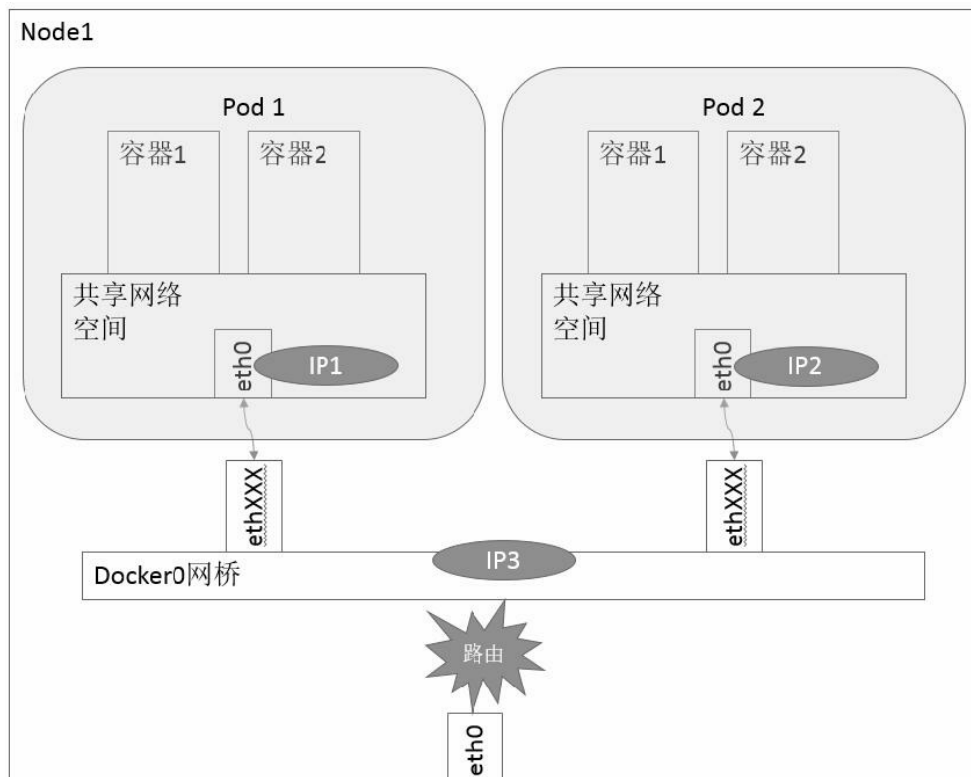 Node1
Pod 1
容器1
容器2
共享网络
空间
eth0
IP1
Pod 2
容器1
容器2
共享网络
空间
eth0
IP2
ethXXX
ethXXX
IP3
Docker0网桥
路由
eth0